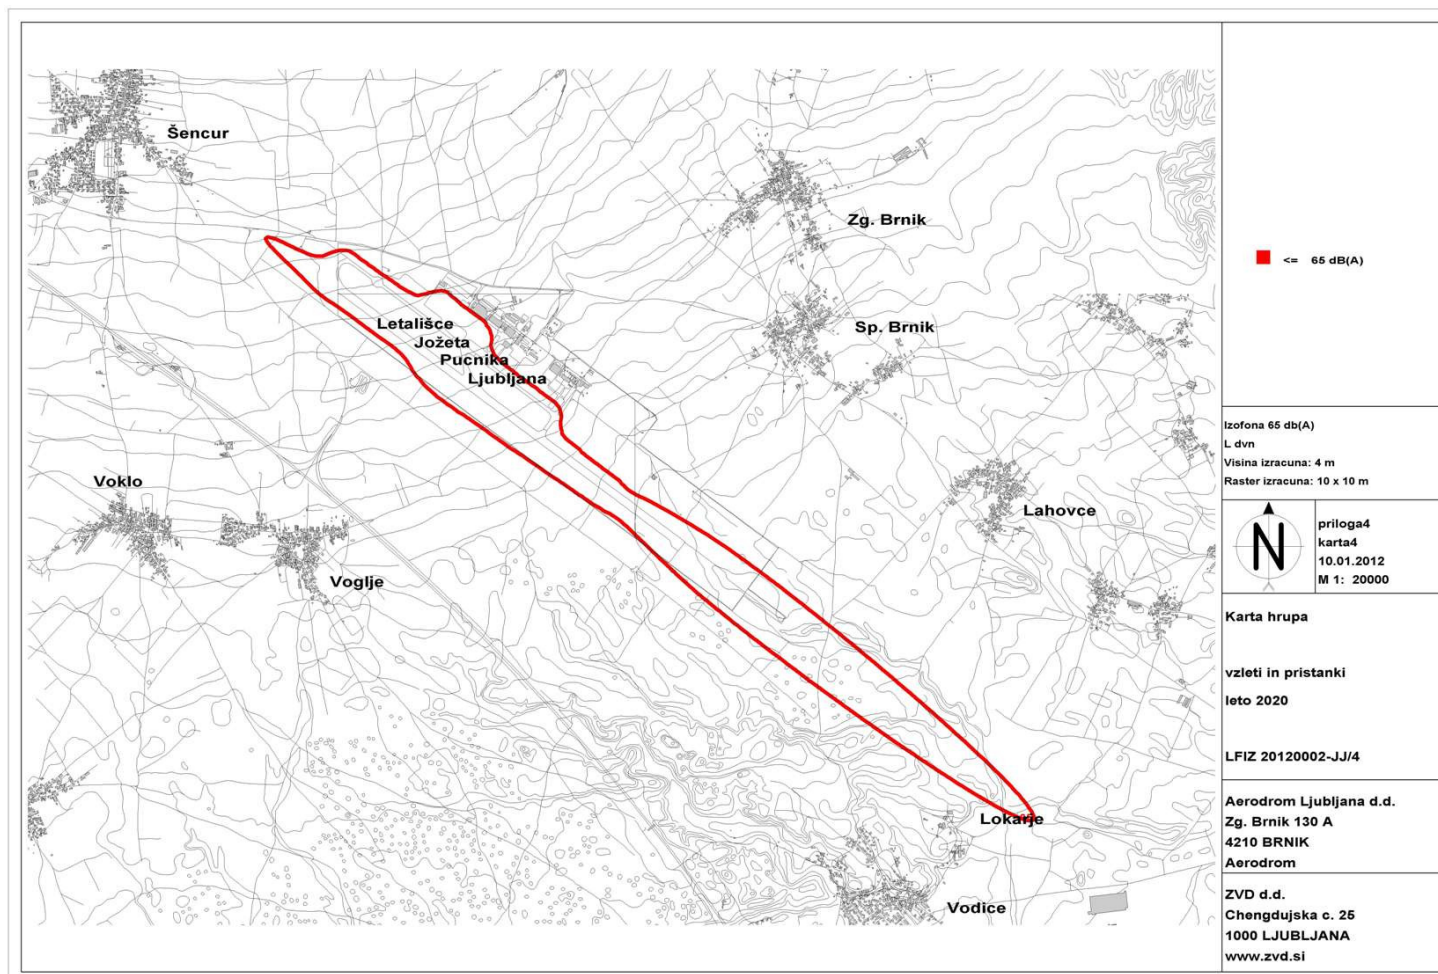 Šencur
Zg. Brnik
Letališce
Jožeta
Pucnika
Ljubljana
Sp. Brnik
Voklo
Lahovce
Voglje
Lokarje
Vodice
<= 65 dB(A)
Izofona 65 db(A)
L dvn
Visina izracuna: 4 m
Raster izracuna: 10 x 10 m
N
priloga4
karta4
10.01.2012
M 1: 20000
Karta hrupa
vzleti in pristanki
leto 2020
LFIZ 20120002-JJ/4
Aerodrom Ljubljana d.d.
Zg. Brnik 130 A
4210 BRNIK
Aerodrom
ZVD d.d.
Chengdujska c. 25
1000 LJUBLJANA
www.zvd.si